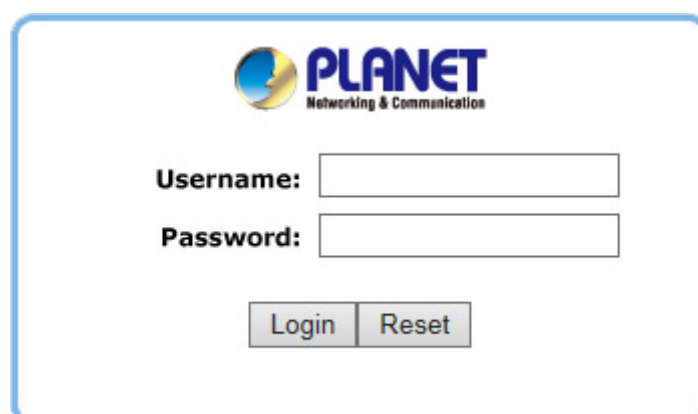 PLANET
Networking & Communication
Username:
Password:
Login Reset